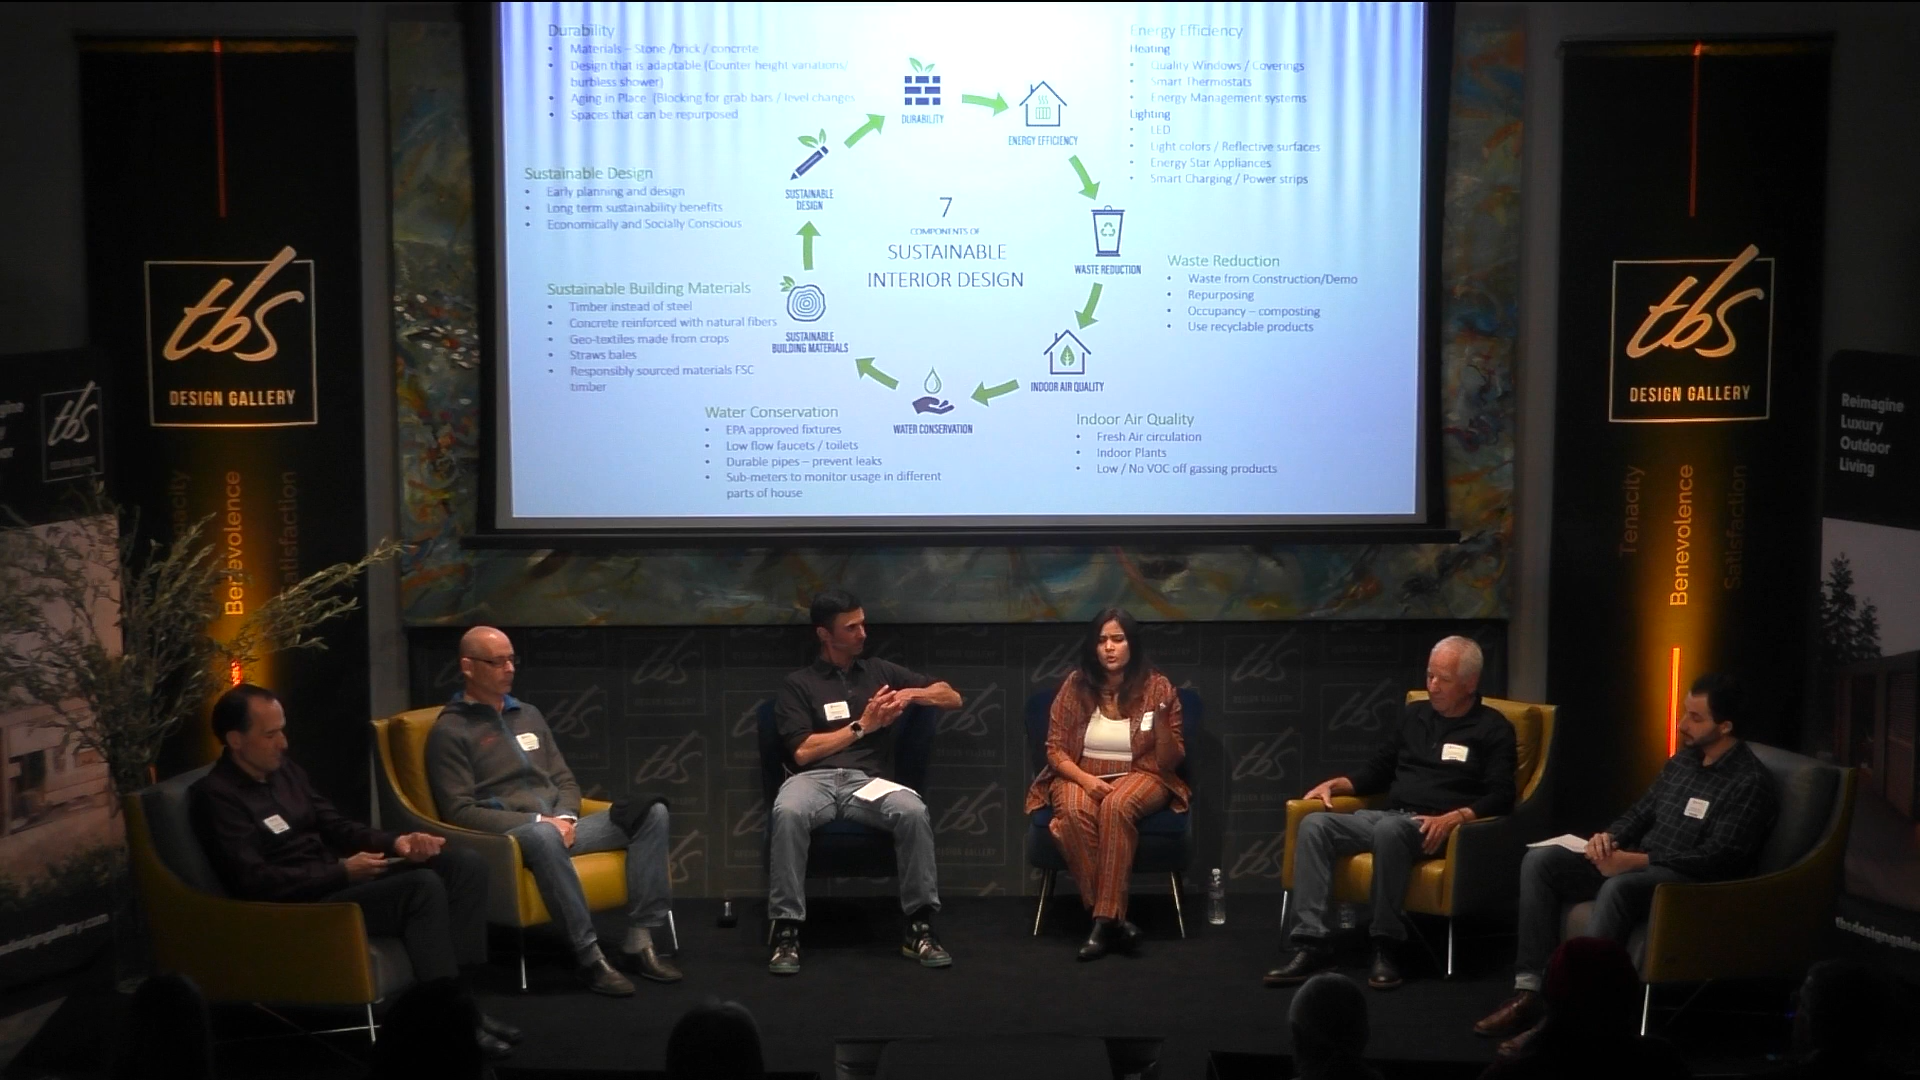 Durability
• Materials – Stone /brick / concrete
• Design that is adaptable (Counter height variations/
burbless shower)
• Aging in Place (Blocking for grab bars / level changes
• Spaces that can be repurposed
Sustainable Design
• Early planning and design
• Long term sustainability benefits
• Economically and Socially Conscious
Sustainable Building Materials
• Timber instead of steel
• Concrete reinforced with natural fibers
• Geo-textiles made from crops
• Straws bales
• Responsibly sourced materials FSC
timber
Water Conservation
• EPA approved fixtures
• Low flow faucets / toilets
• Durable pipes – prevent leaks
• Sub-meters to monitor usage in different
parts of house
DURABILITY
ENERGY EFFICIENCY
WASTE REDUCTION
INDOOR AIR QUALITY
WATER CONSERVATION
SUSTAINABLE
BUILDING MATERIALS
SUSTAINABLE
DESIGN
7
COMPONENTS OF
SUSTAINABLE
INTERIOR DESIGN
Energy Efficiency
Heating
• Quality Windows / Coverings
• Smart Thermostats
• Energy Management systems
Lighting
• LED
• Light colors / Reflective surfaces
• Energy Star Appliances
• Smart Charging / Power strips
Waste Reduction
• Waste from Construction/Demo
• Repurposing
• Occupancy – composting
• Use recyclable products
Indoor Air Quality
• Fresh Air circulation
• Indoor Plants
• Low / No VOC off gassing products
tbs
DESIGN GALLERY
Benevolence
tbs
DESIGN GALLERY
Tenacity
Benevolence
Satisfaction
tbs
Reimagine
Luxury
Outdoor
Living